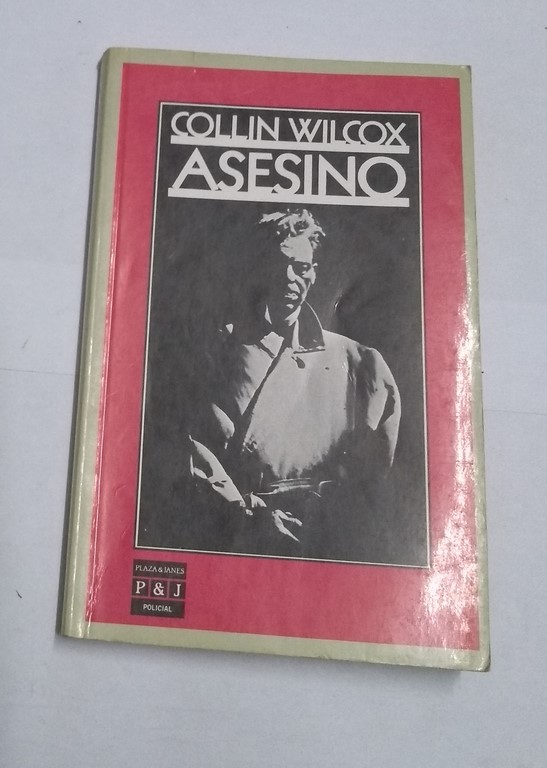 COLLIN WILCOX
ASESINO
PLAZA & JANES
P & J
POLICIAL